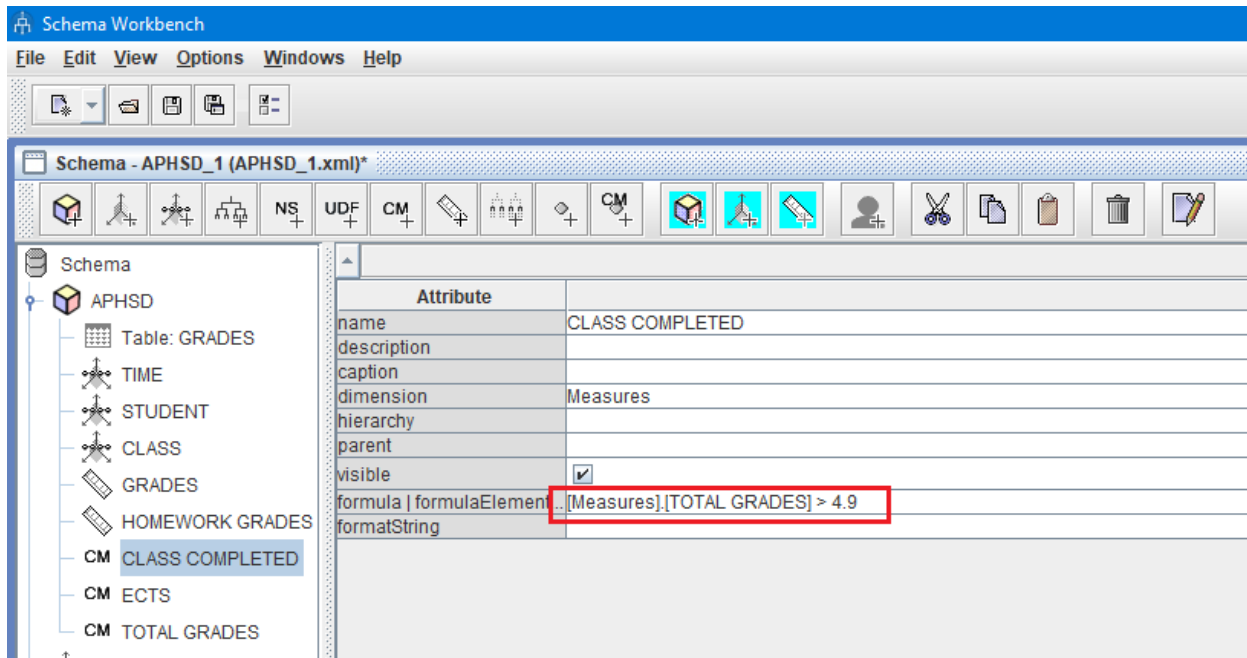 Schema Workbench
File Edit View Options Windows Help
Schema - APHSD_1 (APHSD_1.xml)*
NS UDF CM CM
Schema
APHSD
Table: GRADES
TIME
STUDENT
CLASS
GRADES
HOMEWORK GRADES
CM CLASS COMPLETED
CM ECTS
CM TOTAL GRADES
Attribute
name CLASS COMPLETED
description
caption
dimension Measures
hierarchy
parent
visible
formula | formulaElement... [Measures].[TOTAL GRADES] > 4.9
formatString